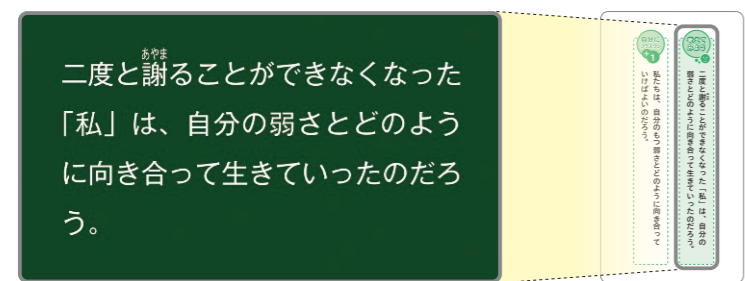 二度と謝ることができなくなった
「私」は、自分の弱さとどのよう
に向き合って生きていったのだろ
う。
二度と謝ることができなくなった「私」は、自分の
弱さとどのように向き合って生きていったのだろう。
自分に
+1
私たちは、自分のもつ弱さとどのように向き合って
いけばよいのだろう。